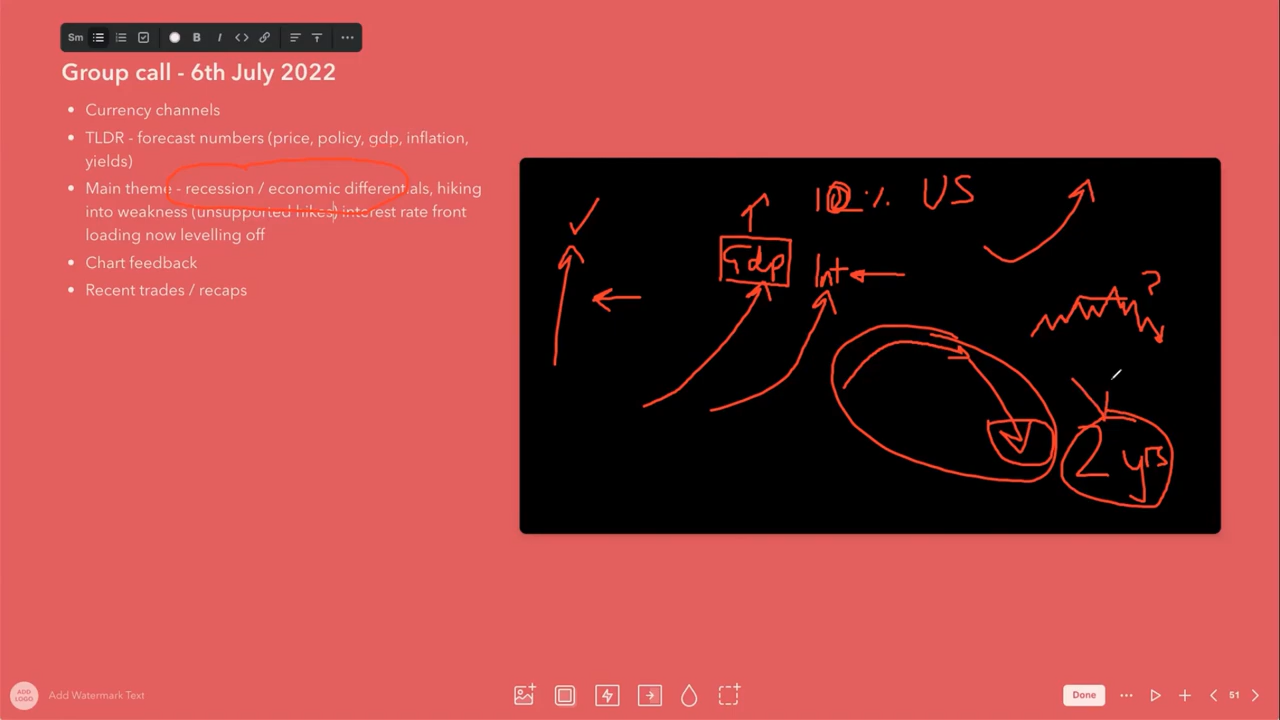 Sm B I
Group call - 6th July 2022
Currency channels
TLDR - forecast numbers (price, policy, gdp, inflation,
yields)
Main theme - recession / economic differentials, hiking
into weakness (unsupported hikes) interest rate front
loading now levelling off
Chart feedback
Recent trades / recaps
% US
Gdp
Int
?
2 yrs
ADD
LOGO
Add Watermark Text
Done
51